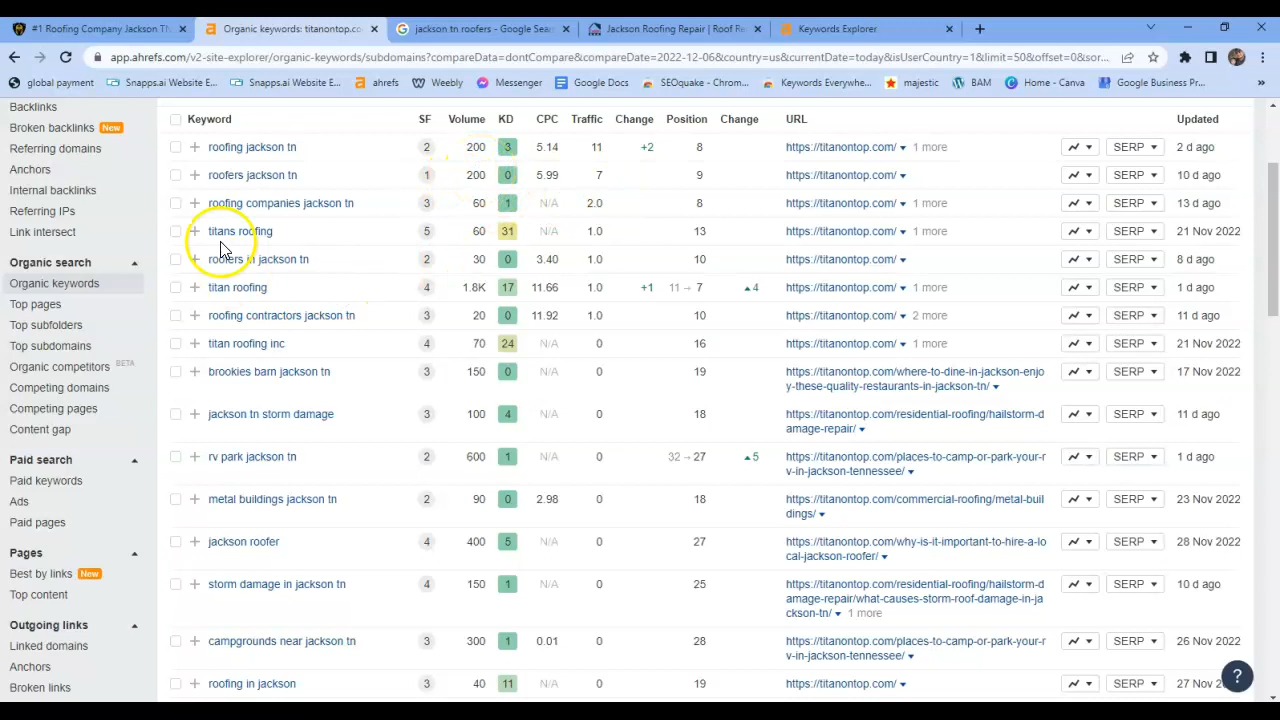 #1 Roofing Company Jackson Th
Organic keywords: titanontop.co
jackson tn roofers - Google Sear
Jackson Roofing Repair | Roof Re
Keywords Explorer
app.ahrefs.com/v2-site-explorer/organic-keywords/subdomains?compareData=dontCompare&compareDate=2022-12-06&country=us&currentDate=today&isUserCountry=1&limit=50&offset=0&sor...
global payment
Snapps.ai Website E...
Snapps.ai Website E...
ahrefs
Weebly
Messenger
Google Docs
SEOquake - Chrome...
Keywords Everywhe...
majestic
BAM
Home - Canva
Google Business Pro...
Backlinks
Broken backlinks New
Referring domains
Anchors
Internal backlinks
Referring IPs
Link intersect
Organic search
Organic keywords
Top pages
Top subfolders
Top subdomains
Organic competitors BETA
Competing domains
Competing pages
Content gap
Paid search
Paid keywords
Ads
Paid pages
Pages
Best by links New
Top content
Outgoing links
Linked domains
Anchors
Broken links
Keyword SF Volume KD CPC Traffic Change Position Change URL Updated
roofing jackson tn 2 200 3 5.14 11 +2 8 https://titanontop.com/ 1 more SERP 2 d ago
roofers jackson tn 1 200 0 5.99 7 9 https://titanontop.com/ SERP 10 d ago
roofing companies jackson tn 3 60 1 N/A 2.0 8 https://titanontop.com/ 1 more SERP 13 d ago
titans roofing 5 60 31 N/A 1.0 13 https://titanontop.com/ 1 more SERP 21 Nov 2022
roofers in jackson tn 2 30 0 3.40 1.0 10 https://titanontop.com/ SERP 8 d ago
titan roofing 4 1.8K 17 11.66 1.0 +1 11 → 7 4 https://titanontop.com/ 1 more SERP 1 d ago
roofing contractors jackson tn 3 20 0 11.92 1.0 10 https://titanontop.com/ 2 more SERP 11 d ago
titan roofing inc 4 70 24 N/A 0 16 https://titanontop.com/ 1 more SERP 21 Nov 2022
brookies barn jackson tn 3 150 0 N/A 0 19 https://titanontop.com/where-to-dine-in-jackson-enjo SERP 17 Nov 2022
y-these-quality-restaurants-in-jackson-tn/
jackson tn storm damage 3 100 4 N/A 0 18 https://titanontop.com/residential-roofing/hailstorm-d SERP 11 d ago
amage-repair/
rv park jackson tn 2 600 1 N/A 0 32 → 27 5 https://titanontop.com/places-to-camp-or-park-your-r SERP 1 d ago
v-in-jackson-tennessee/
metal buildings jackson tn 2 90 0 2.98 0 18 https://titanontop.com/commercial-roofing/metal-buil SERP 23 Nov 2022
dings/
jackson roofer 4 400 5 N/A 0 27 https://titanontop.com/why-is-it-important-to-hire-a-lo SERP 28 Nov 2022
cal-jackson-roofer/
storm damage in jackson tn 4 150 1 N/A 0 25 https://titanontop.com/residential-roofing/hailstorm-d SERP 10 d ago
amage-repair/what-causes-storm-roof-damage-in-ja
ckson-tn/ 1 more
campgrounds near jackson tn 3 300 1 0.01 0 28 https://titanontop.com/places-to-camp-or-park-your-r SERP 26 Nov 2022
v-in-jackson-tennessee/
roofing in jackson 3 40 11 N/A 0 19 https://titanontop.com/ SERP 27 Nov
?